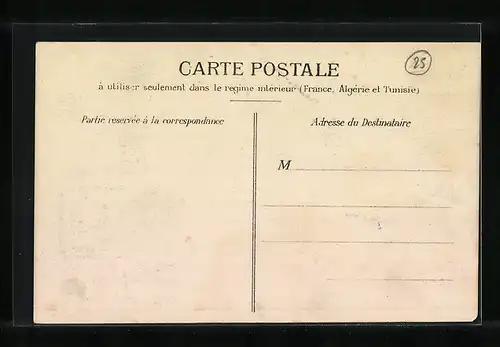 CARTE POSTALE
25
à utiliser seulement dans le régime intérieur (France, Algérie et Tunisie)
Partie reservée à la correspondance
Adresse du Destinataire
M